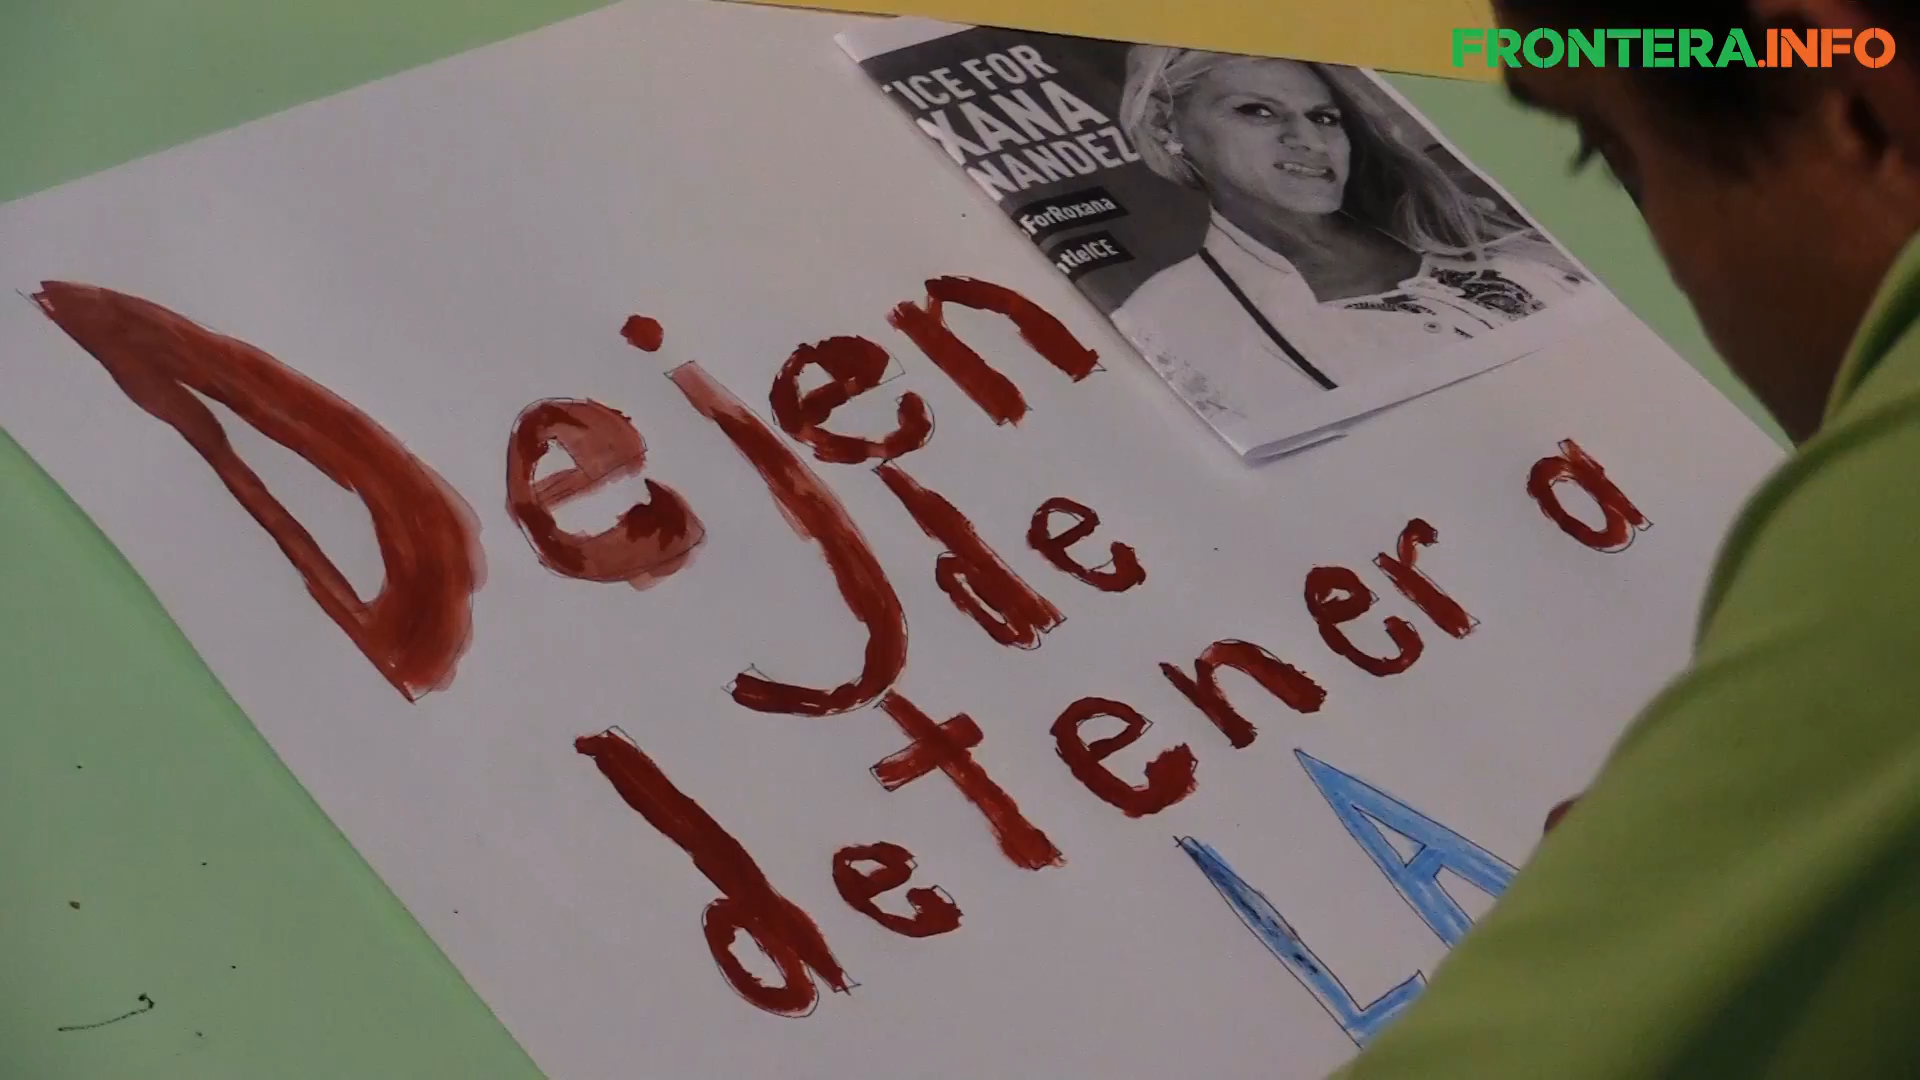 FRONTERA.INFO
ICE FOR
XANA
NANDEZ
ForRoxana
tleICE
Dejen
de
detener a
LA